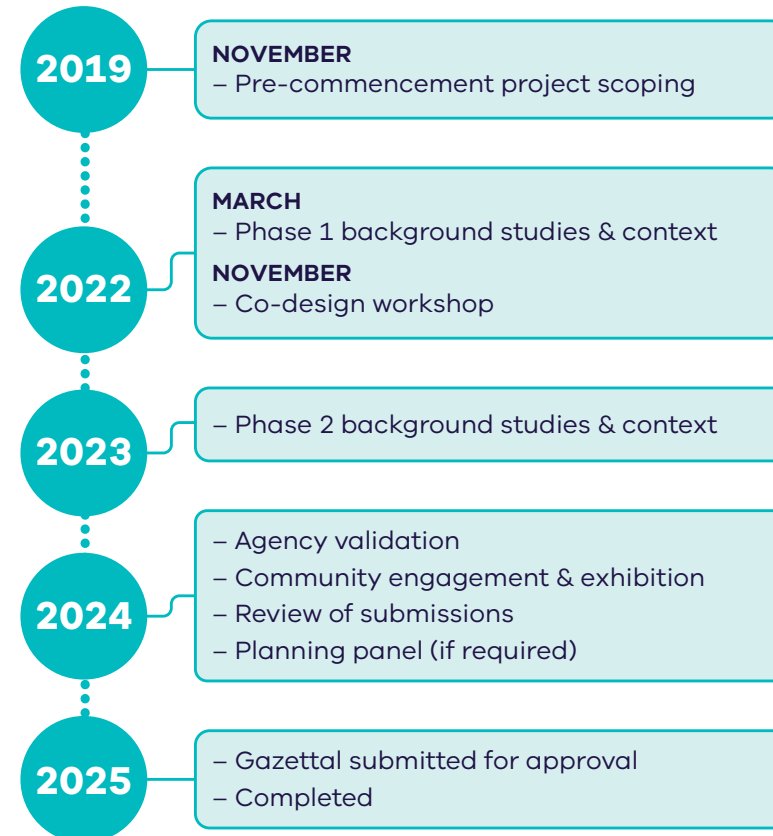 2019
NOVEMBER
– Pre-commencement project scoping
2022
MARCH
– Phase 1 background studies & context
NOVEMBER
– Co-design workshop
2023
– Phase 2 background studies & context
2024
– Agency validation
– Community engagement & exhibition
– Review of submissions
– Planning panel (if required)
2025
– Gazettal submitted for approval
– Completed